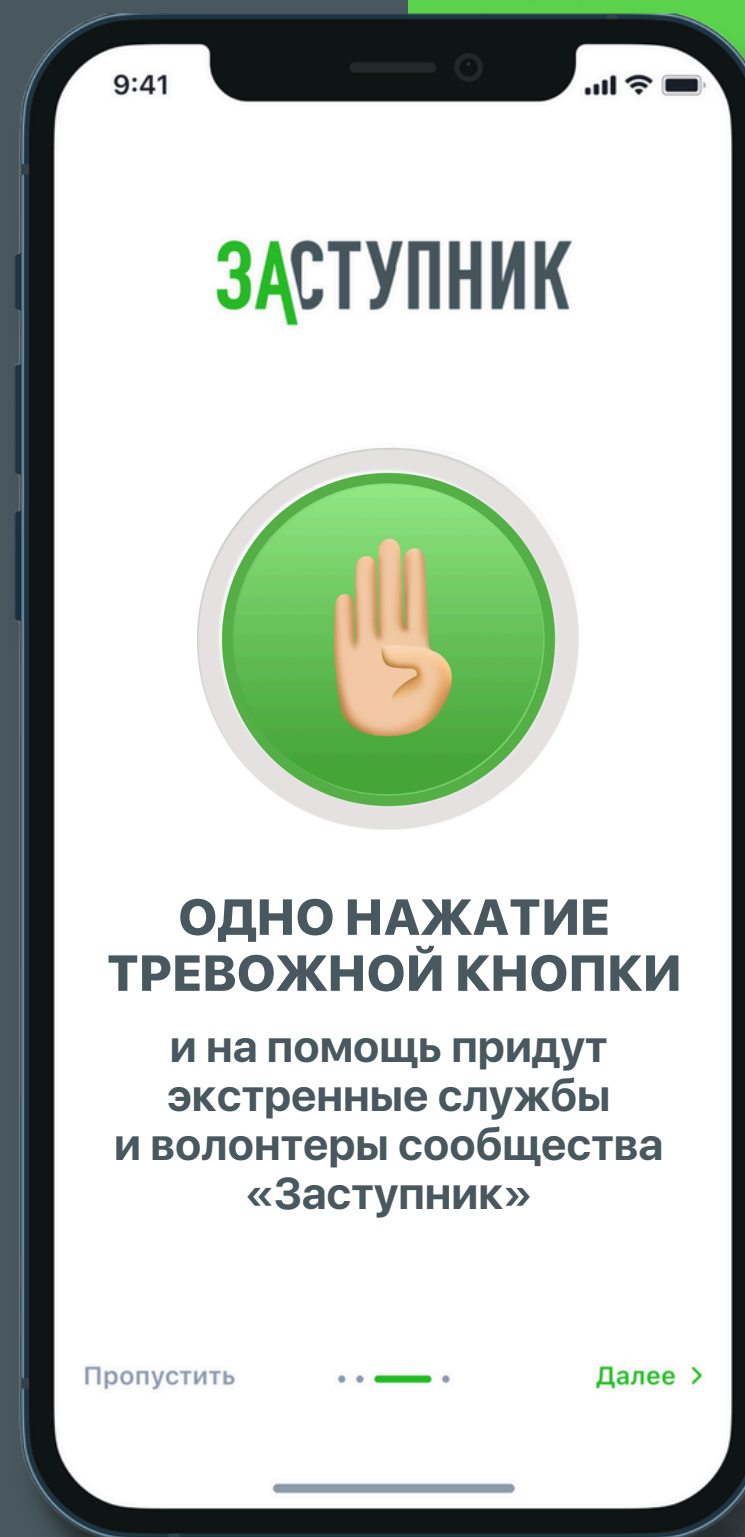 9:41
ЗАСТУПНИК
ОДНО НАЖАТИЕ
ТРЕВОЖНОЙ КНОПКИ
и на помощь придут
экстренные службы
и волонтеры сообщества
«Заступник»
Пропустить
Далее >